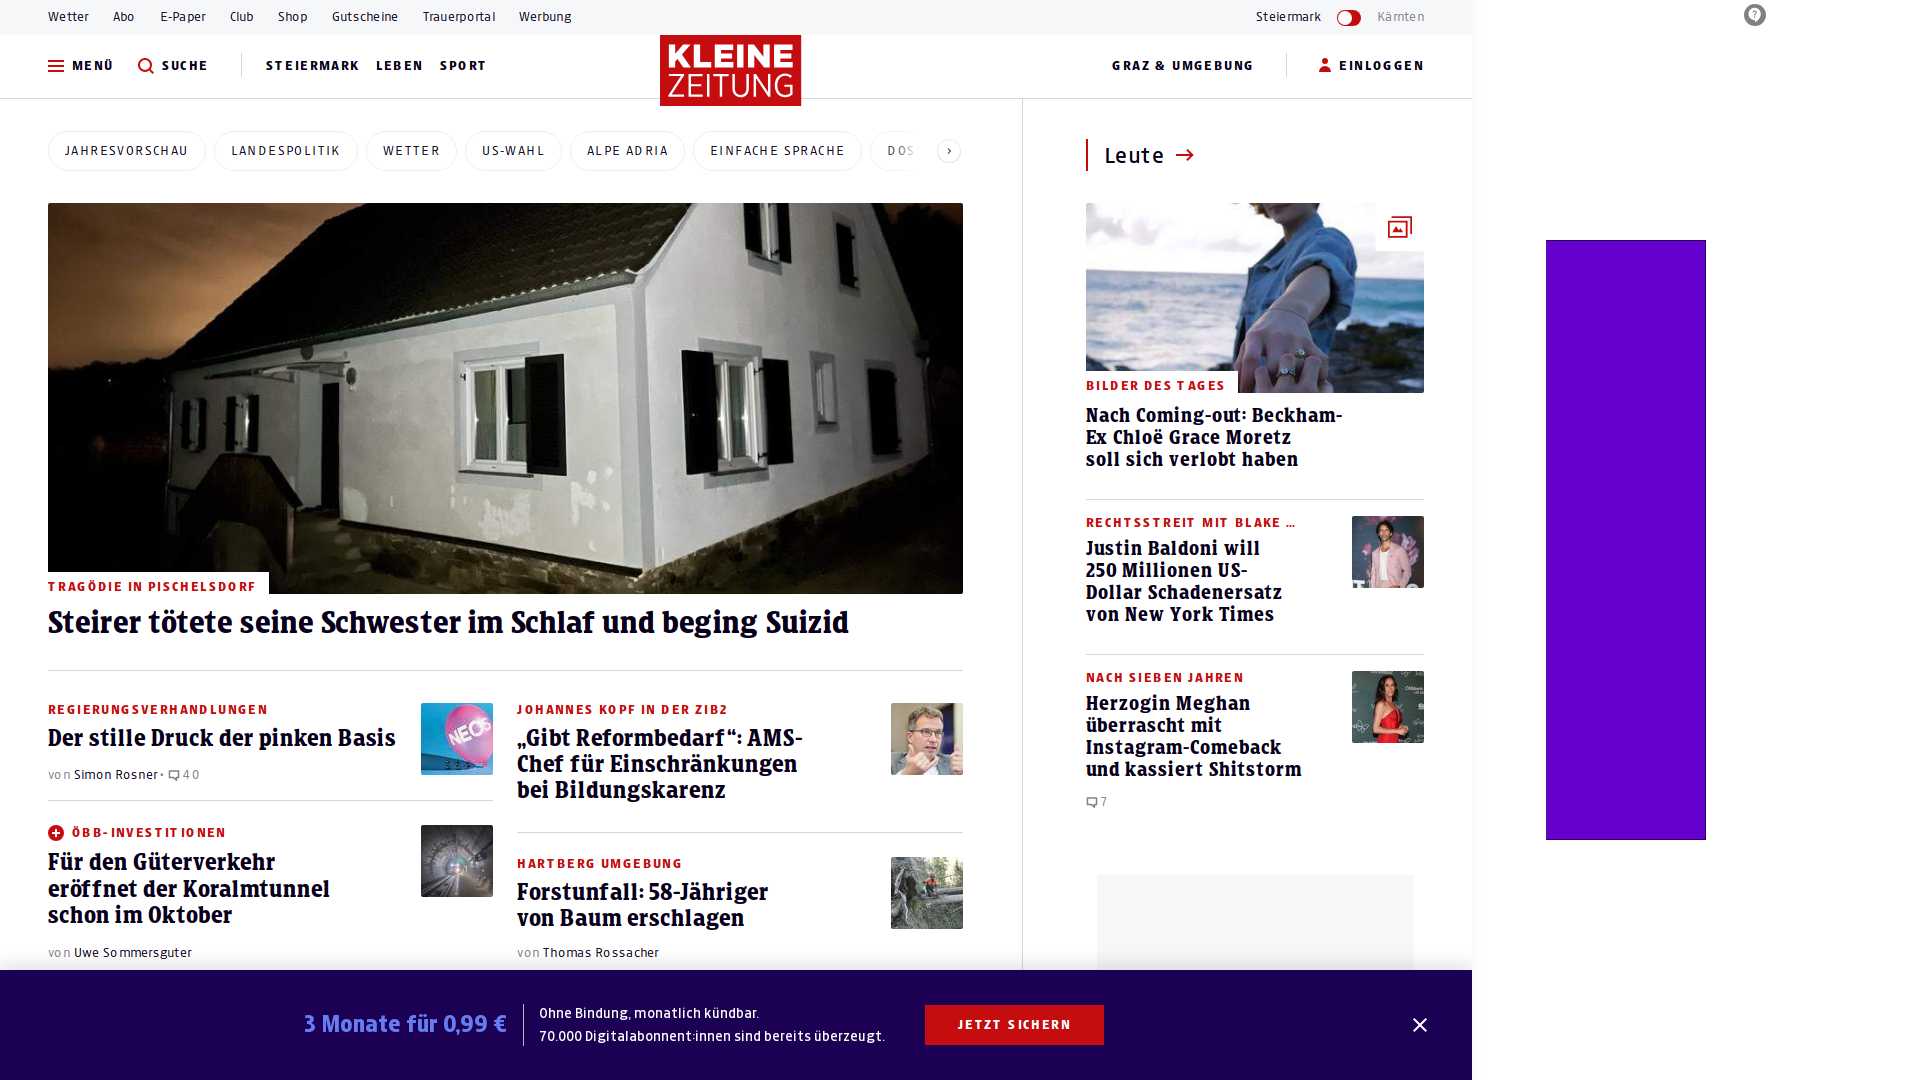 Wetter
Abo
E-Paper
Club
Shop
Gutscheine
Trauerportal
Werbung
Steiermark
Kärnten
MENÜ
SUCHE
STEIERMARK
LEBEN
SPORT
KLEINE
ZEITUNG
GRAZ & UMGEBUNG
EINLOGGEN
JAHRESVORSCHAU
LANDESPOLITIK
WETTER
US-WAHL
ALPE ADRIA
EINFACHE SPRACHE
DOS
TRAGÖDIE IN PISCHELSDORF
Steirer tötete seine Schwester im Schlaf und beging Suizid
REGIERUNGSVERHANDLUNGEN
Der stille Druck der pinken Basis
von Simon Rosner • 40
NEOS
ÖBB-INVESTITIONEN
Für den Güterverkehr
eröffnet der Koralmtunnel
schon im Oktober
von Uwe Sommersguter
JOHANNES KOPF IN DER ZIB2
„Gibt Reformbedarf“: AMS-
Chef für Einschränkungen
bei Bildungskarenz
HARTBERG UMGEBUNG
Forstunfall: 58-Jähriger
von Baum erschlagen
von Thomas Rossacher
Leute
BILDER DES TAGES
Nach Coming-out: Beckham-
Ex Chloë Grace Moretz
soll sich verlobt haben
RECHTSSTREIT MIT BLAKE ...
Justin Baldoni will
250 Millionen US-
Dollar Schadenersatz
von New York Times
NACH SIEBEN JAHREN
Herzogin Meghan
überrascht mit
Instagram-Comeback
und kassiert Shitstorm
7
3 Monate für 0,99 €
Ohne Bindung, monatlich kündbar.
70.000 Digitalabonnent:innen sind bereits überzeugt.
JETZT SICHERN